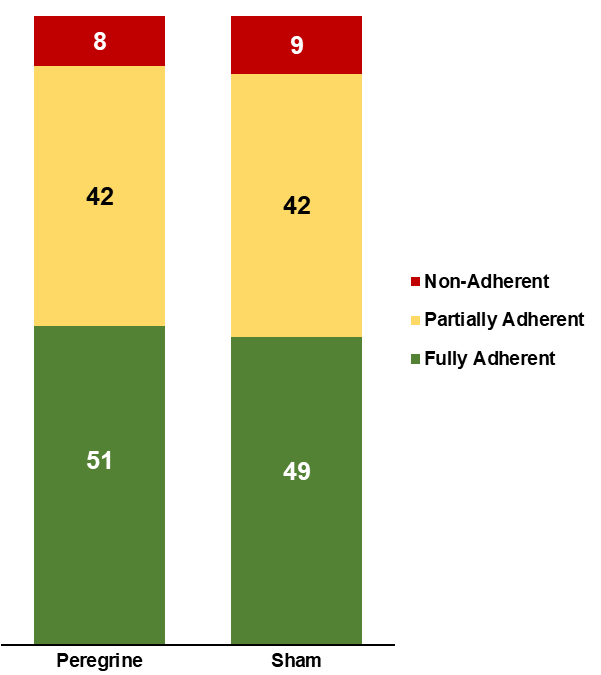 8
9
42
42
Non-Adherent
Partially Adherent
Fully Adherent
51
49
Peregrine
Sham